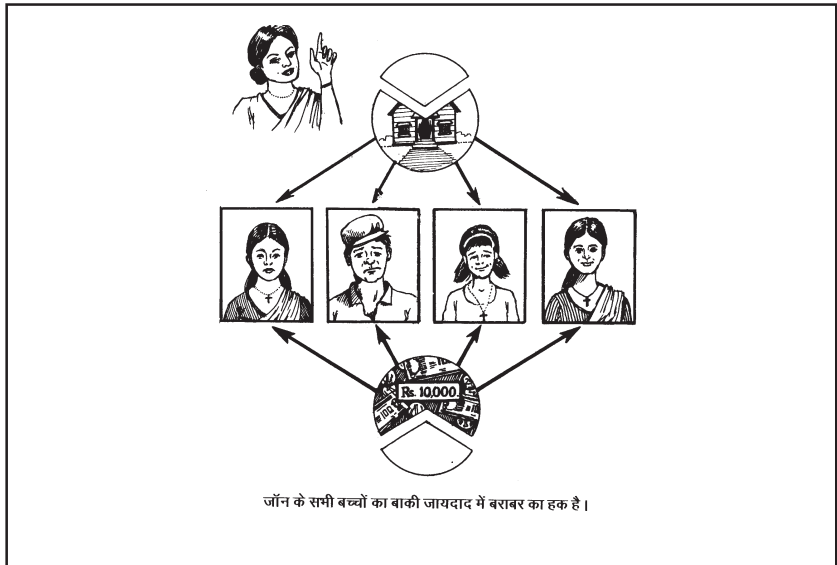 Rs. 10,000.
जॉन के सभी बच्चों का बाकी जायदाद में बराबर का हक है।